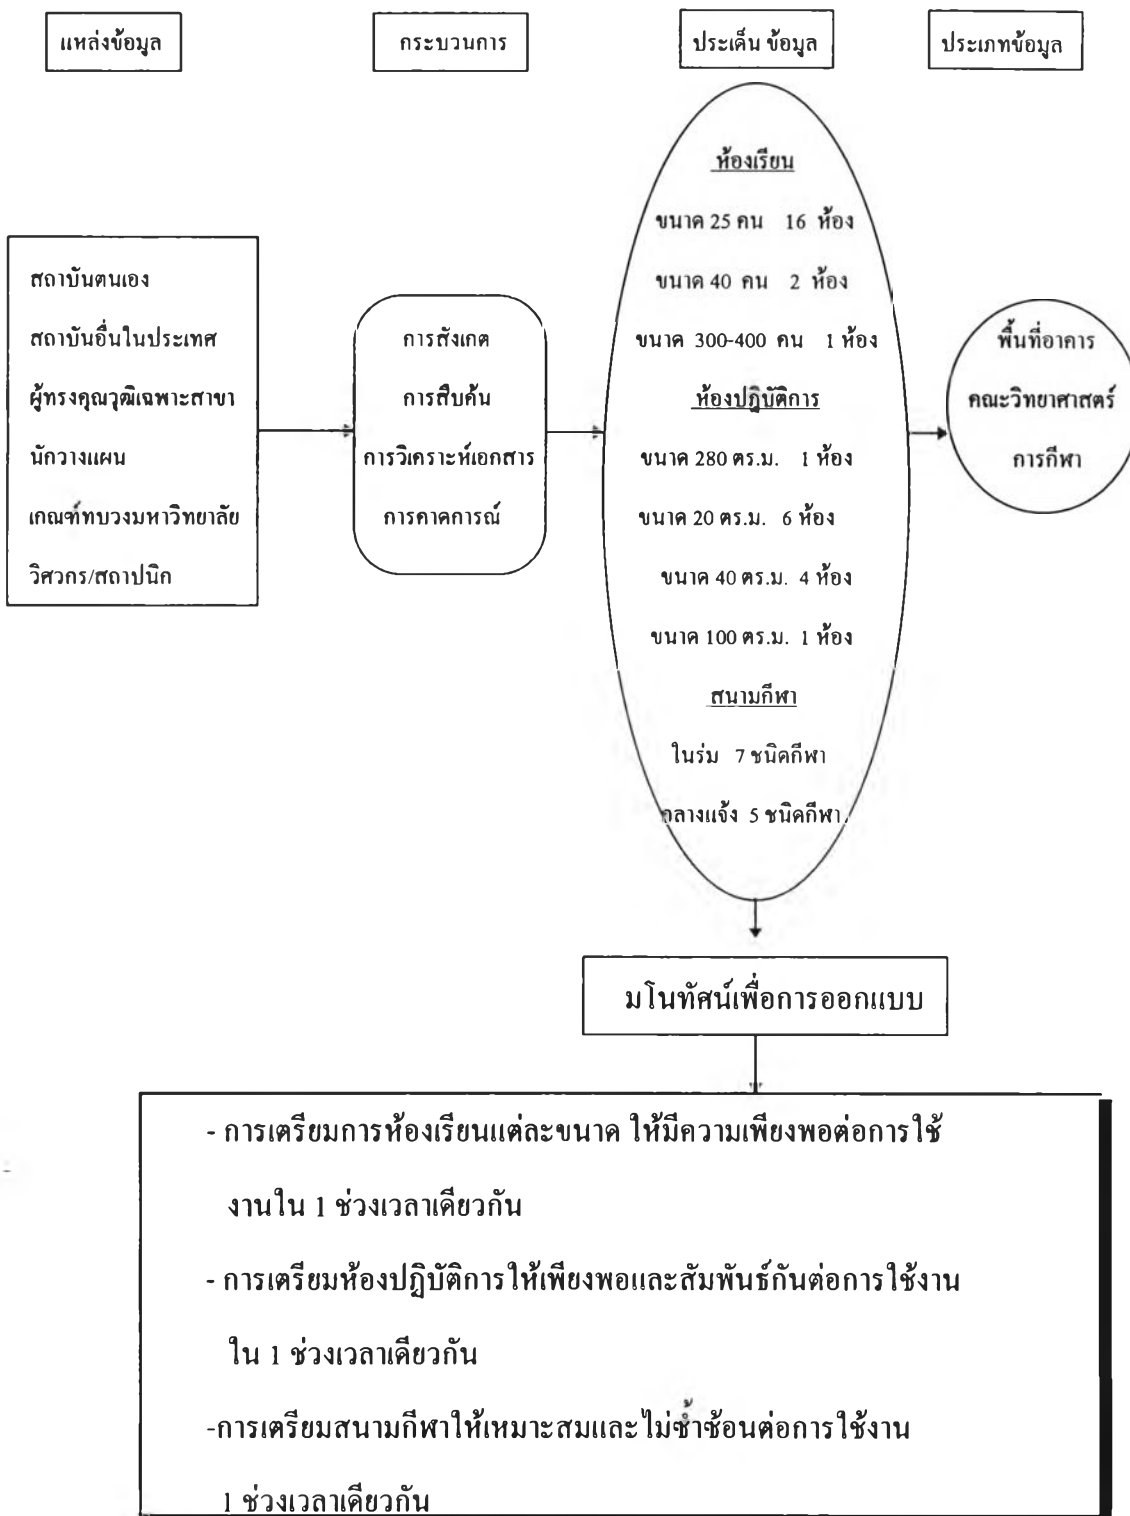 แหล่งข้อมูล
กระบวนการ
ประเด็น ข้อมูล
ประเภทข้อมูล
สถาบันตนเอง
สถาบันอื่นในประเทศ
ผู้ทรงคุณวุฒิเฉพาะสาขา
นักวางแผน
เกณฑ์ทบวงมหาวิทยาลัย
วิศวกร/สถาปนิก
การสังเกต
การสืบค้น
การวิเคราะห์เอกสาร
การคาดการณ์
ห้องเรียน
ขนาด 25 คน 16 ห้อง
ขนาด 40 คน 2 ห้อง
ขนาด 300-400 คน 1 ห้อง
ห้องปฏิบัติการ
ขนาด 280 ตร.ม. 1 ห้อง
ขนาด 20 ตร.ม. 6 ห้อง
ขนาด 40 ตร.ม. 4 ห้อง
ขนาด 100 ตร.ม. 1 ห้อง
สนามกีฬา
ในร่ม 7 ชนิดกีฬา
กลางแจ้ง 5 ชนิดกีฬา
พื้นที่อาคาร
คณะวิทยาศาสตร์
การกีฬา
มโนทัศน์เพื่อการออกแบบ
- การเตรียมการห้องเรียนแต่ละขนาด ให้มีความเพียงพอต่อการใช้
งานใน 1 ช่วงเวลาเดียวกัน
- การเตรียมห้องปฏิบัติการให้เพียงพอและสัมพันธ์กันต่อการใช้งาน
ใน 1 ช่วงเวลาเดียวกัน
-การเตรียมสนามกีฬาให้เหมาะสมและไม่ซ้ำซ้อนต่อการใช้งาน
1 ช่วงเวลาเดียวกัน